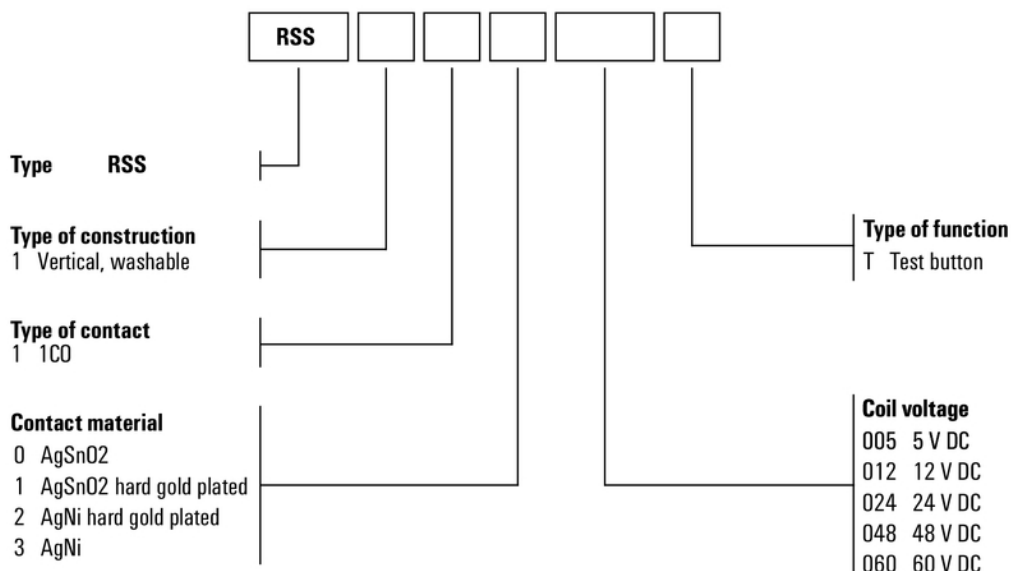 RSS
Type RSS
Type of construction
1 Vertical, washable
Type of contact
1 1CO
Contact material
0 AgSnO2
1 AgSnO2 hard gold plated
2 AgNi hard gold plated
3 AgNi
Type of function
T Test button
Coil voltage
005 5 V DC
012 12 V DC
024 24 V DC
048 48 V DC
060 60 V DC